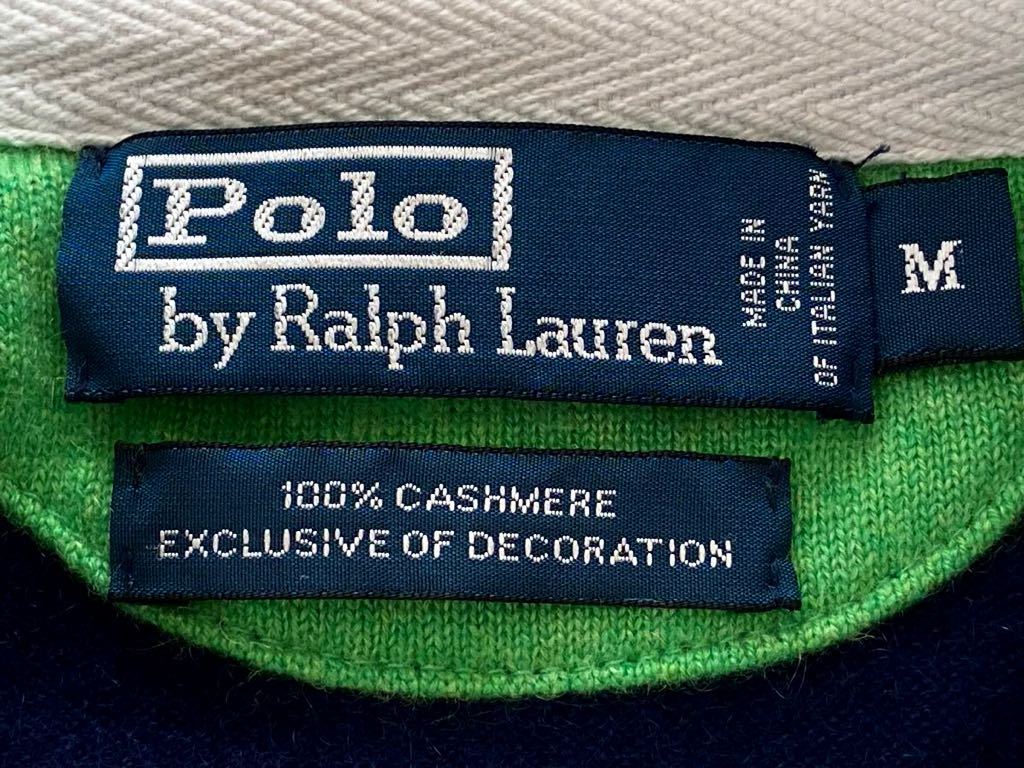 Polo
by Ralph Lauren
MADE IN
CHINA
OF ITALIAN YARN
M
100% CASHMERE
EXCLUSIVE OF DECORATION